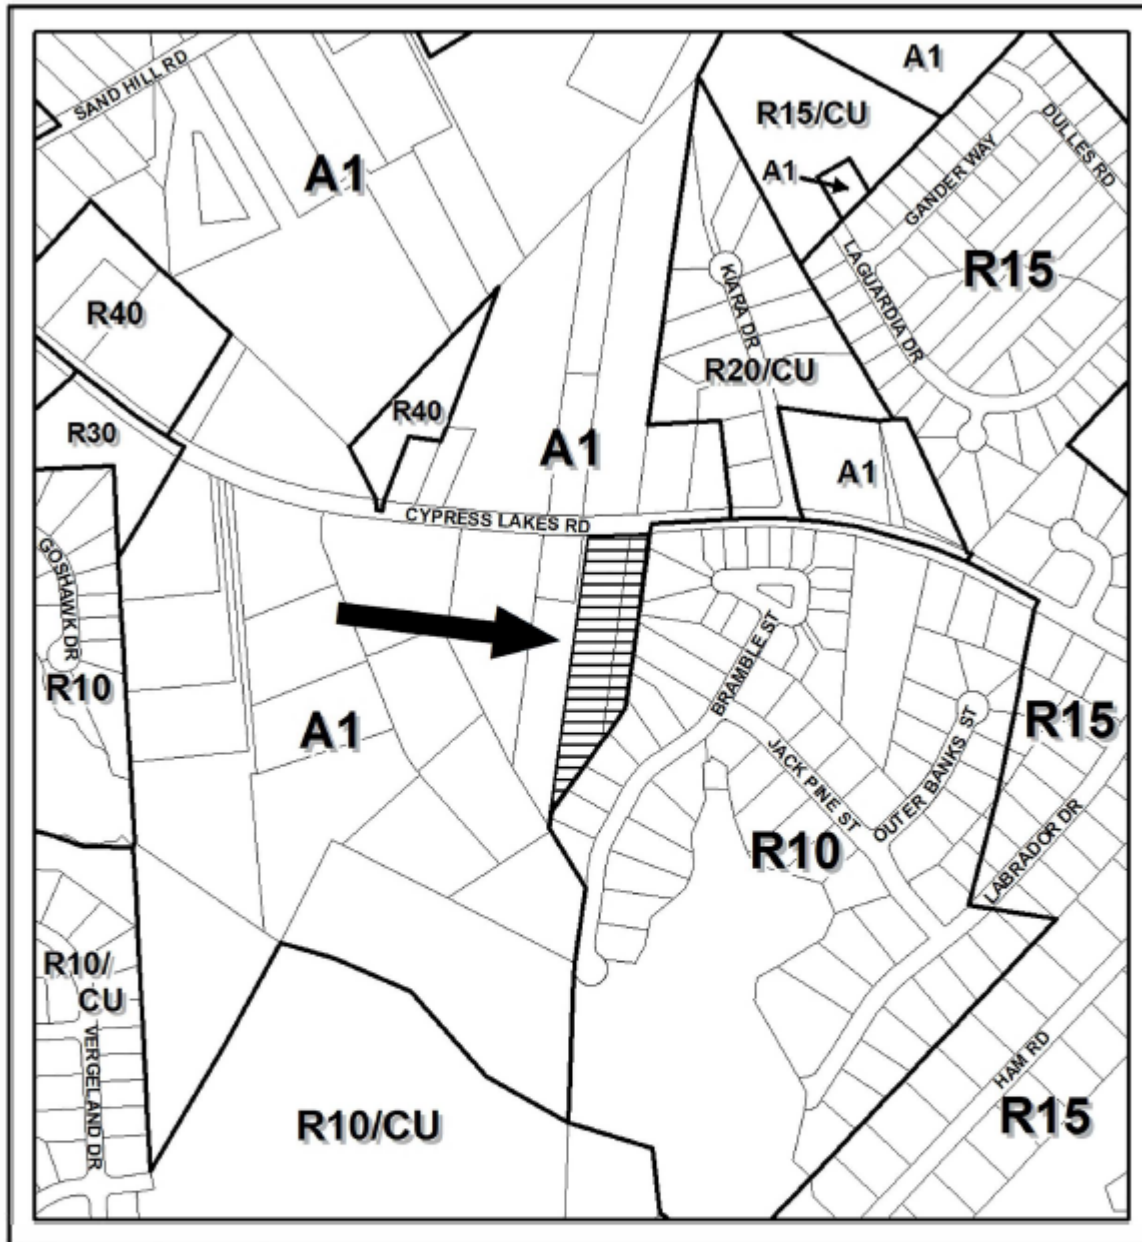 A1
SAND HILL RD
R15/CU
DULLES RD
A1
A1
GANDER WAY
LAGUARDIA DR
R15
KIARA DR
R40
R20/CU
R40
R30
A1
A1
CYPRESS LAKES RD
GOSHAWK DR
BRAMBLE ST
R10
A1
R15
JACK PINE ST
OUTER BANKS ST
R10
LABRADOR DR
R10/
CU
VERGELAND DR
HAM RD
R10/CU
R15